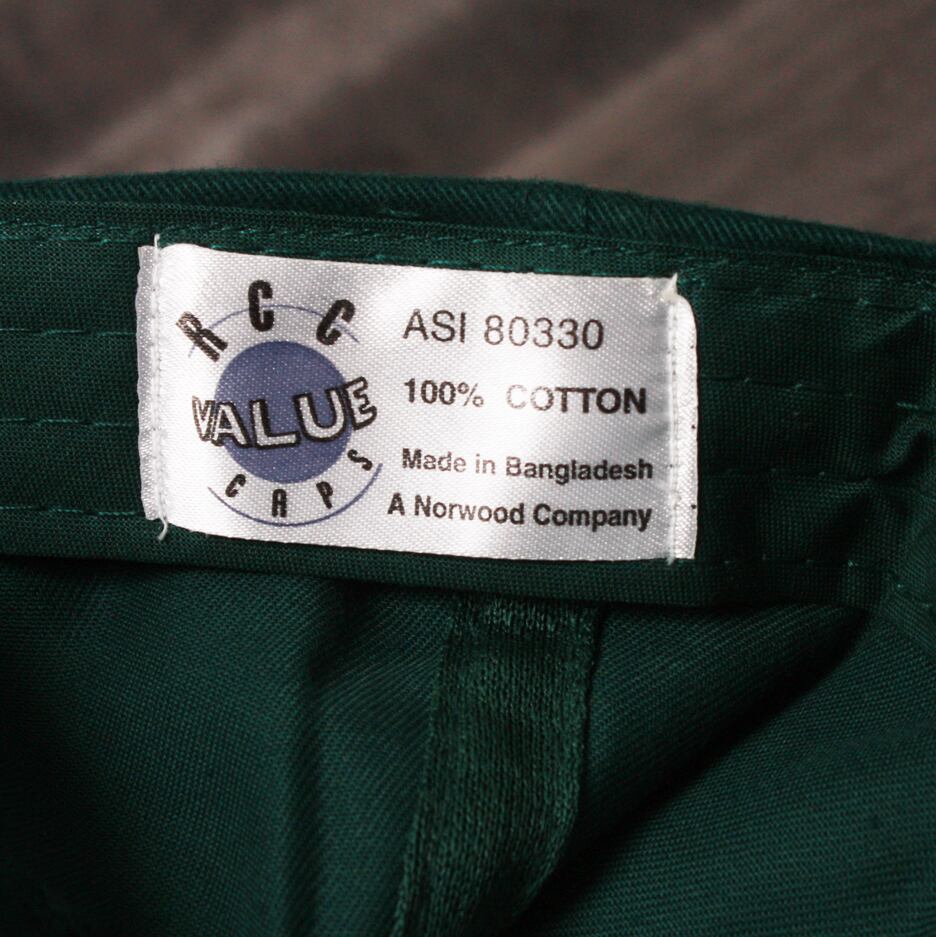 RCC
VALUE
CAPS
ASI 80330
100% COTTON
Made in Bangladesh
A Norwood Company